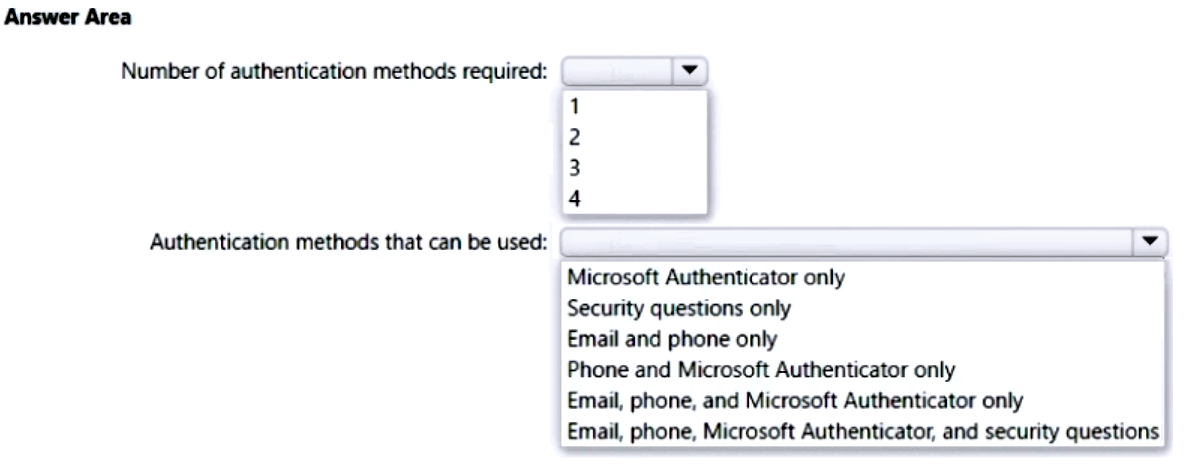 Answer Area
Number of authentication methods required:
1
2
3
4
Authentication methods that can be used:
Microsoft Authenticator only
Security questions only
Email and phone only
Phone and Microsoft Authenticator only
Email, phone, and Microsoft Authenticator only
Email, phone, Microsoft Authenticator, and security questions